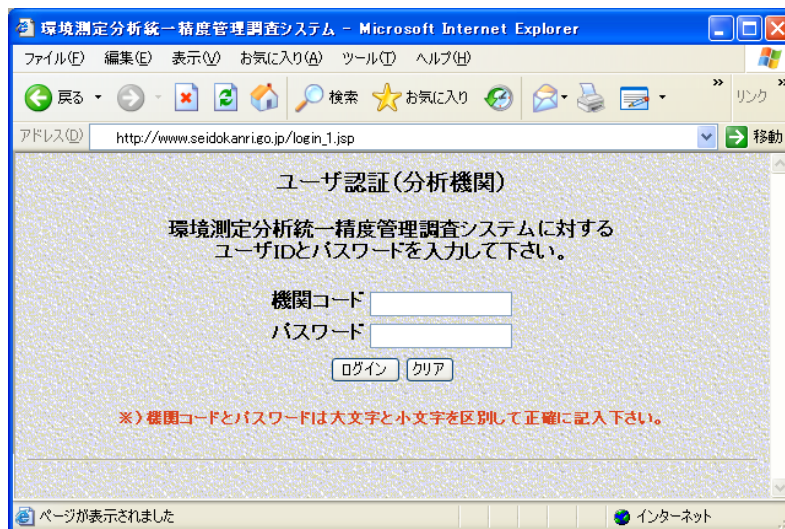 環境測定分析統一精度管理調査システム - Microsoft Internet Explorer
ファイル(F) 編集(E) 表示(V) お気に入り(A) ツール(T) ヘルプ(H)
戻る 検索 お気に入り » リンク »
アドレス(D) http://www.seidokanri.go.jp/login_1.jsp 移動
ユーザ認証(分析機関)
環境測定分析統一精度管理調査システムに対する
ユーザIDとパスワードを入力して下さい。
機関コード
パスワード
ログイン クリア
※)機関コードとパスワードは大文字と小文字を区別して正確に記入下さい。
ページが表示されました インターネット